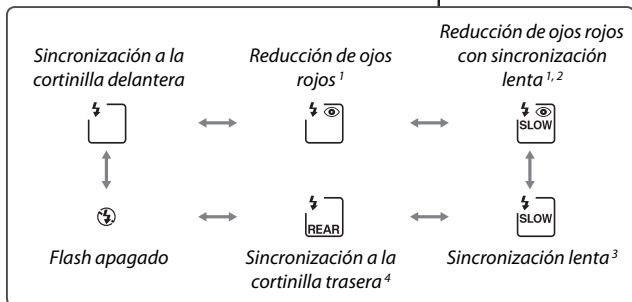 Sincronización a la
cortinilla delantera
Reducción de ojos
rojos 1
Reducción de ojos rojos
con sincronización
lenta 1, 2
SLOW
REAR
SLOW
Flash apagado
Sincronización a la
cortinilla trasera 4
Sincronización lenta 3